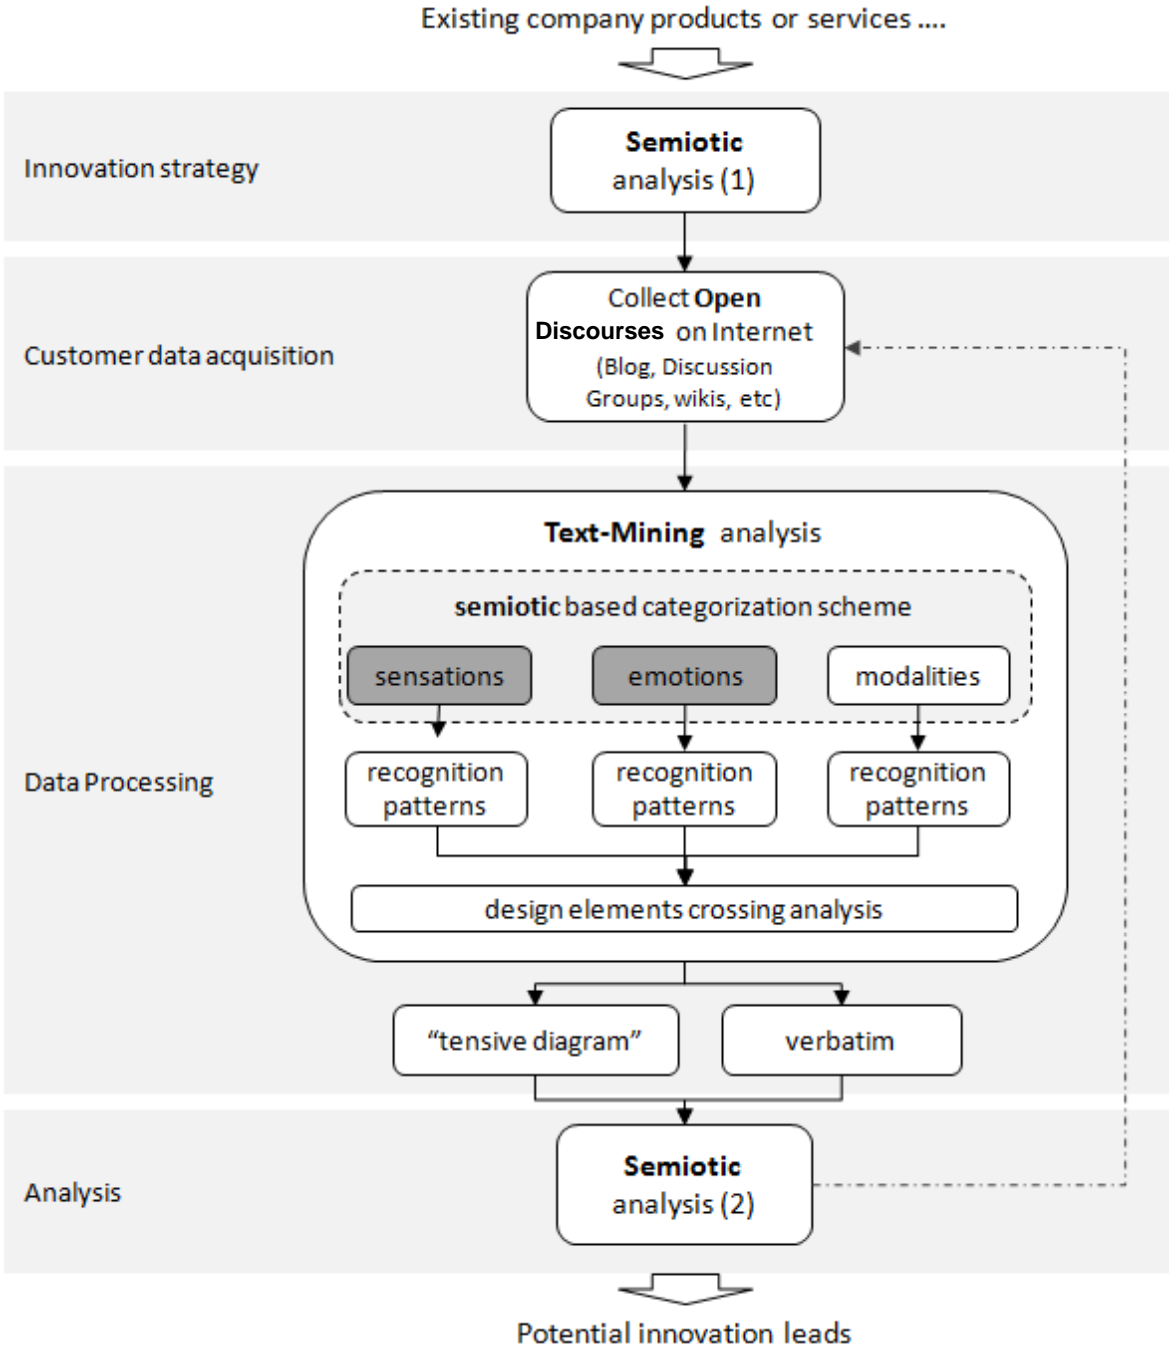 Existing company products or services ....
Innovation strategy
Semiotic
analysis (1)
Customer data acquisition
Collect Open
Discourses on Internet
(Blog, Discussion
Groups, wikis, etc)
Data Processing
Text-Mining analysis
semiotic based categorization scheme
sensations
emotions
modalities
recognition
patterns
recognition
patterns
recognition
patterns
design elements crossing analysis
“tensive diagram”
verbatim
Analysis
Semiotic
analysis (2)
Potential innovation leads